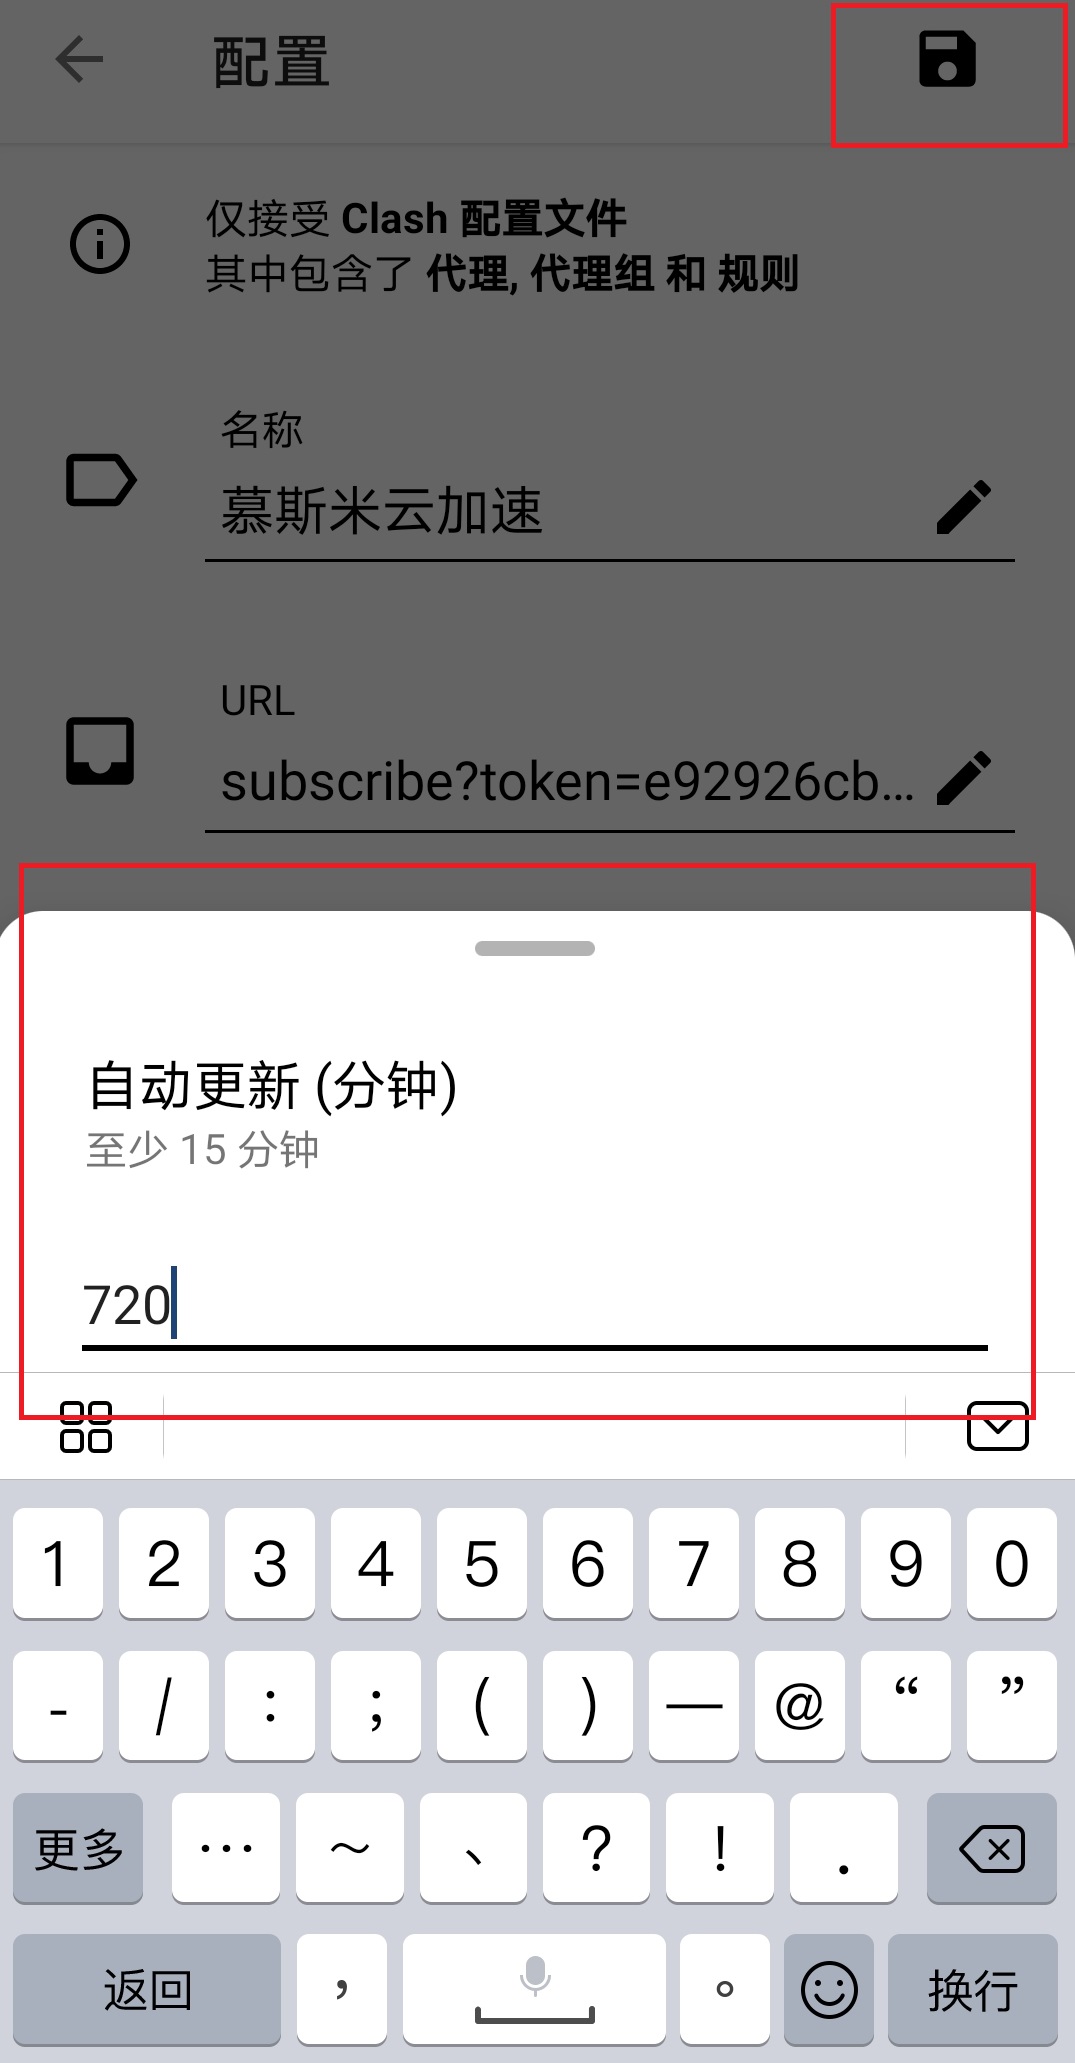 配置
仅接受 Clash 配置文件
其中包含了 代理, 代理组 和 规则
名称
慕斯米云加速
URL
subscribe?token=e92926cb...
自动更新 (分钟)
至少 15 分钟
720
1 2 3 4 5 6 7 8 9 0
- / : ; ( ) — @ “ ”
更多 … ~ 、 ? ! .
返回 , 。 换行